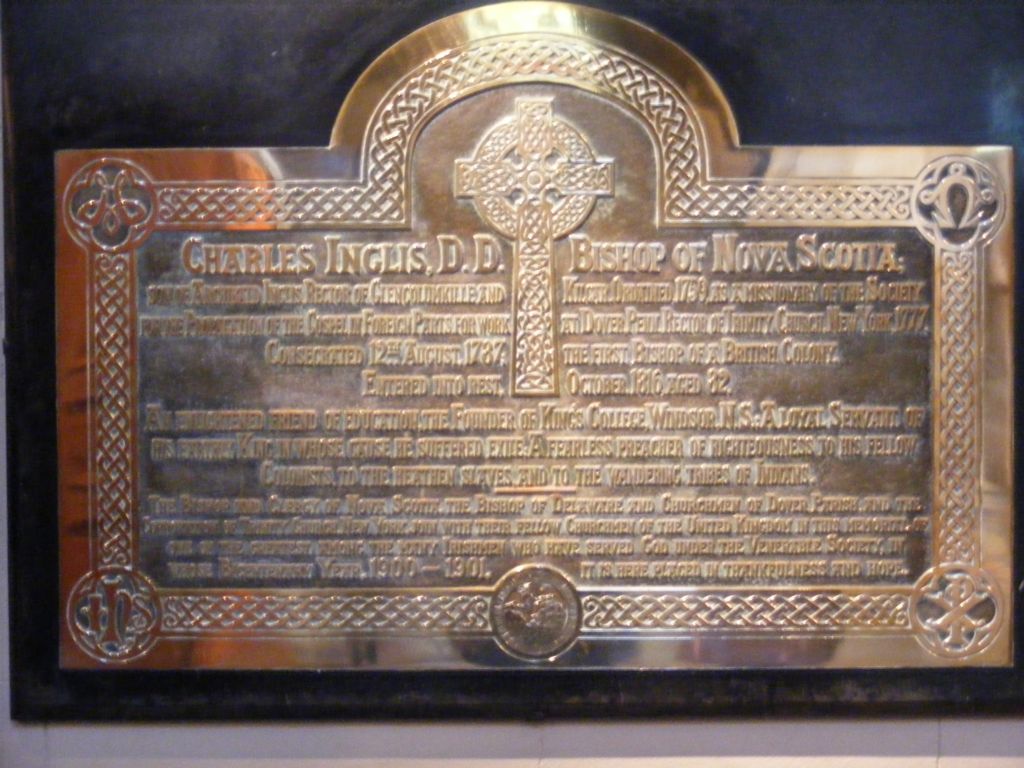 CHARLES INGLIS, D.D. BISHOP OF NOVA SCOTIA.
SON OF ARCHIBALD INGLIS RECTOR OF GLENCOLUMKILLE AND KILCAR. ORDAINED 1758, AS A MISSIONARY OF THE SOCIETY
FOR THE PROPAGATION OF THE GOSPEL IN FOREIGN PARTS FOR WORK AT DOVER, PENN. RECTOR OF TRINITY CHURCH, NEW YORK, 1777.
CONSECRATED 12TH AUGUST, 1787, THE FIRST BISHOP OF A BRITISH COLONY.
ENTERED INTO REST, OCTOBER, 1816, AGED 82.
AN ENLIGHTENED FRIEND OF EDUCATION, THE FOUNDER OF KING'S COLLEGE, WINDSOR, N.S.: A LOYAL SERVANT OF
HIS EARTHLY KING IN WHOSE CAUSE HE SUFFERED EXILE: A FEARLESS PREACHER OF RIGHTEOUSNESS TO HIS FELLOW
COLONISTS, TO THE HEATHEN SLAVES, AND TO THE WANDERING TRIBES OF INDIANS.
THE BISHOP AND CLERGY OF NOVA SCOTIA, THE BISHOP OF DELAWARE AND CHURCHMEN OF DOVER PARISH, AND THE
OF TRINITY CHURCH, NEW YORK, JOIN WITH THEIR FELLOW CHURCHMEN OF THE UNITED KINGDOM IN THIS MEMORIAL OF
ONE OF THE FOREMOST AMONG THE MANY IRISHMEN WHO HAVE SERVED GOD UNDER THE VENERABLE SOCIETY, IN
WHOSE BICENTENARY YEAR, 1900 – 1901. IT IS HERE PLACED IN THANKFULNESS AND HOPE.
IHS